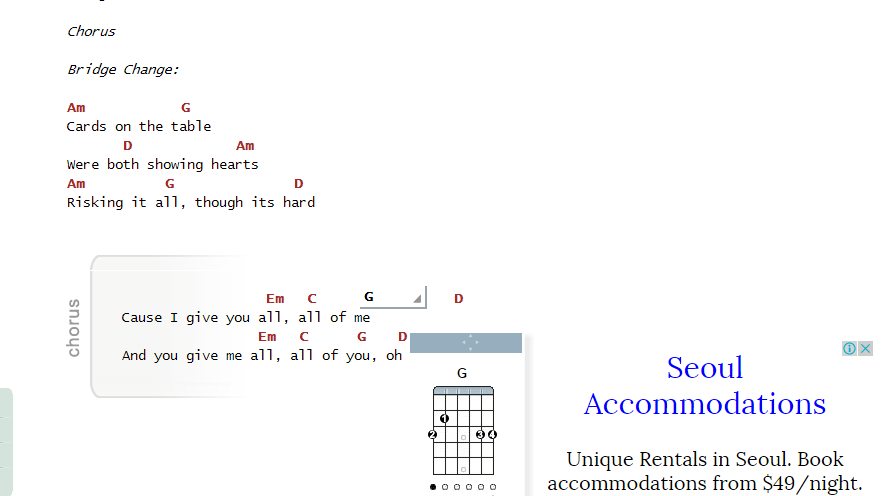 Chorus
Bridge Change:
Am G
Cards on the table
D Am
Were both showing hearts
Am G D
Risking it all, though its hard
chorus
Em C G D
Cause I give you all, all of me
Em C G D
And you give me all, all of you, oh
G
1
2 3 4
Seoul
Accommodations
Unique Rentals in Seoul. Book
accommodations from $49/night.